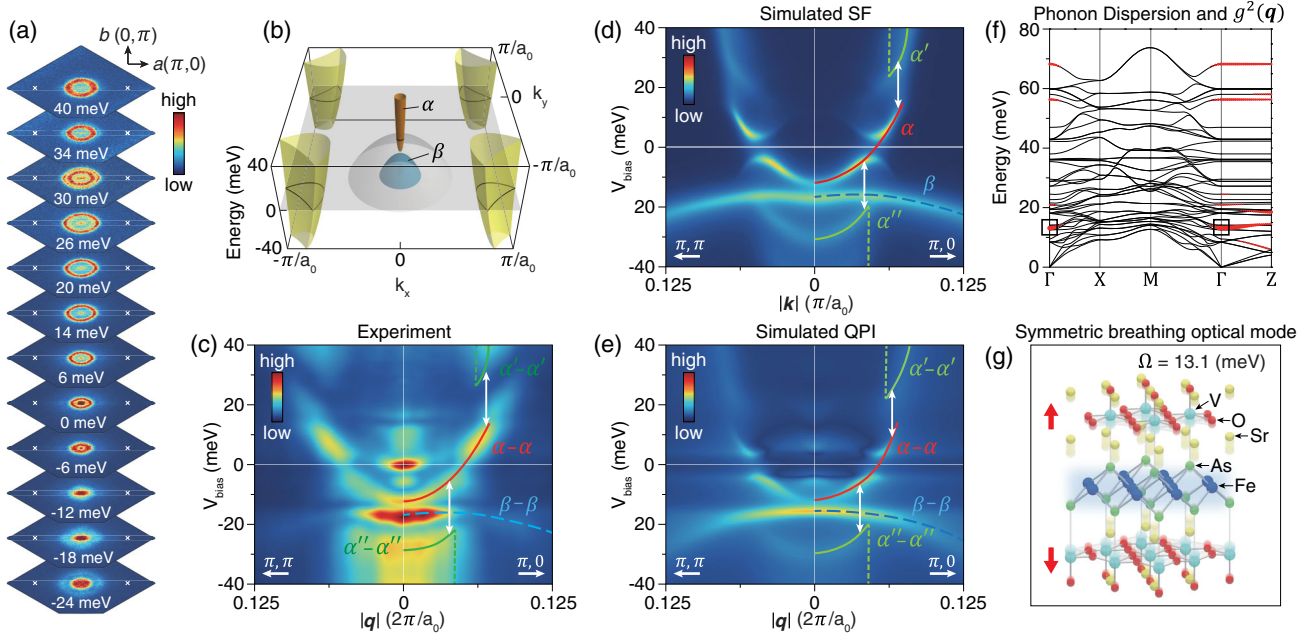 (a)
b (0,π)
a(π,0)
high
low
40 meV
34 meV
30 meV
26 meV
20 meV
14 meV
6 meV
0 meV
-6 meV
-12 meV
-18 meV
-24 meV
(b)
π/a₀
0
k_y
-π/a₀
α
β
Energy (meV)
40
0
-40
-π/a₀
0
π/a₀
k_x
Experiment
(c)
high
low
V_bias (meV)
40
20
0
-20
-40
α′−α′
α−α
β−β
α″−α″
π, π
π, 0
0.125
0
0.125
|q| (2π/a₀)
Simulated SF
(d)
high
low
V_bias (meV)
40
20
0
-20
-40
α′
α
β
α″
π, π
π, 0
0.125
0
0.125
|k| (π/a₀)
Simulated QPI
(e)
high
low
V_bias (meV)
40
20
0
-20
-40
α′−α′
α−α
β−β
α″−α″
π, π
π, 0
0.125
0
0.125
|q| (2π/a₀)
Phonon Dispersion and g²(q)
(f)
Energy (meV)
80
60
40
20
0
Γ X M Γ Z
Symmetric breathing optical mode
(g)
Ω = 13.1 (meV)
V
O
Sr
As
Fe